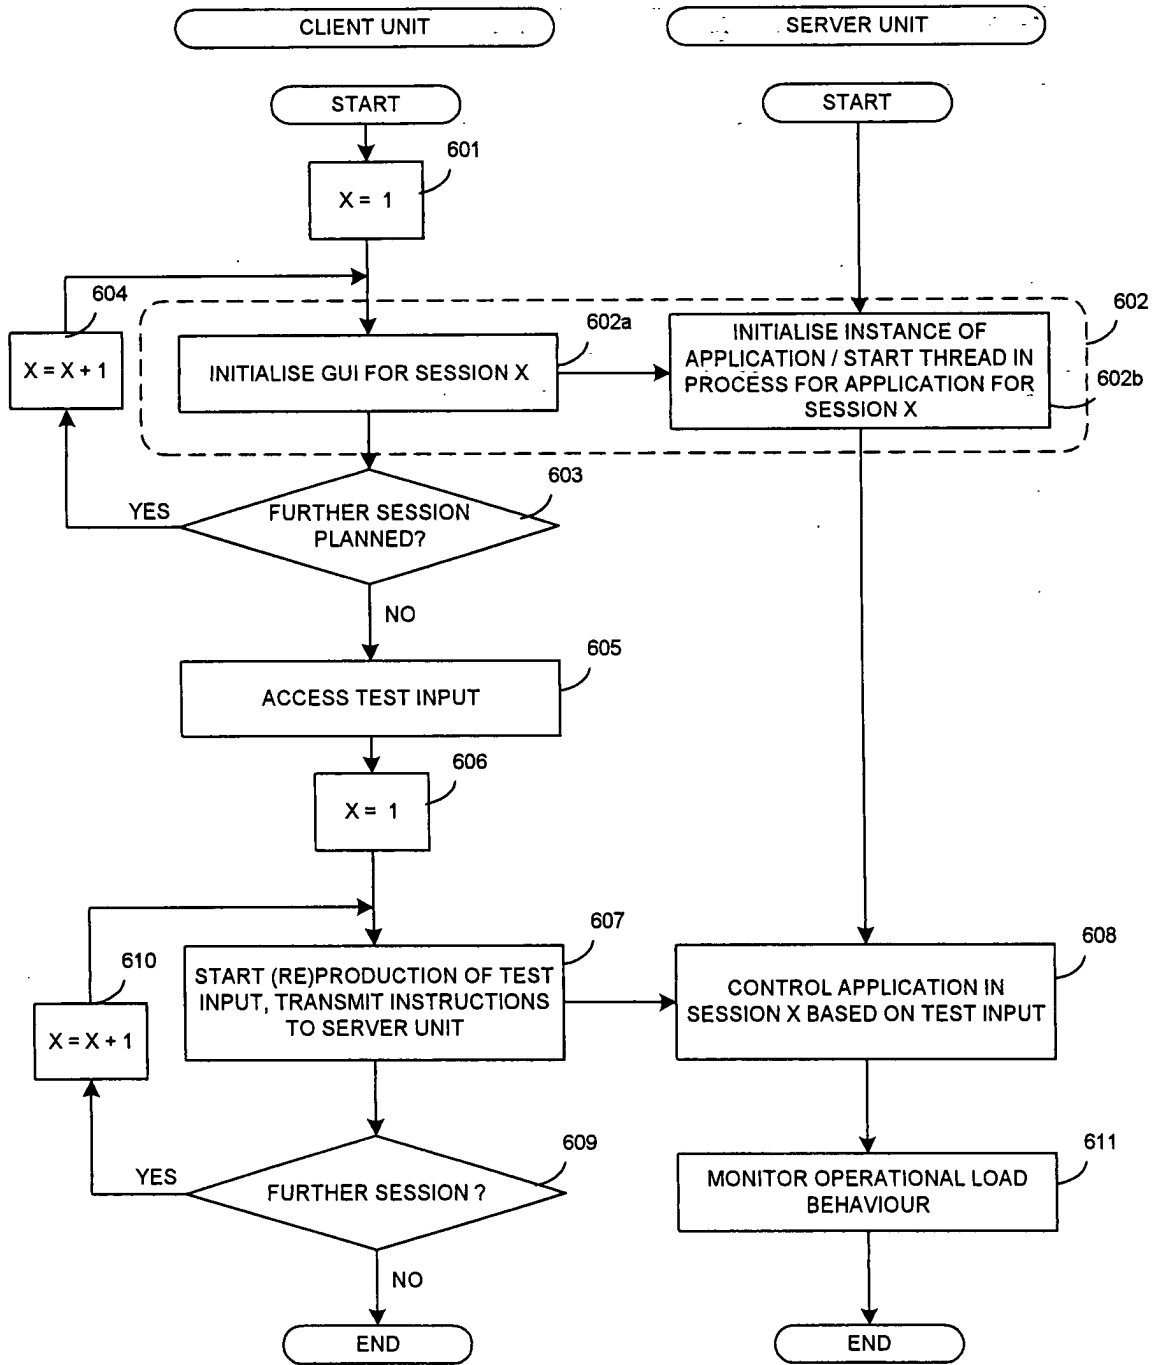 CLIENT UNIT
SERVER UNIT
START
START
601
X = 1
604
X = X + 1
602
602a
INITIALISE GUI FOR SESSION X
INITIALISE INSTANCE OF
APPLICATION / START THREAD IN
PROCESS FOR APPLICATION FOR
SESSION X
602b
603
YES
FURTHER SESSION
PLANNED?
NO
605
ACCESS TEST INPUT
606
X = 1
607
608
610
START (RE)PRODUCTION OF TEST
INPUT, TRANSMIT INSTRUCTIONS
TO SERVER UNIT
CONTROL APPLICATION IN
SESSION X BASED ON TEST INPUT
X = X + 1
609
611
YES
FURTHER SESSION ?
MONITOR OPERATIONAL LOAD
BEHAVIOUR
NO
END
END